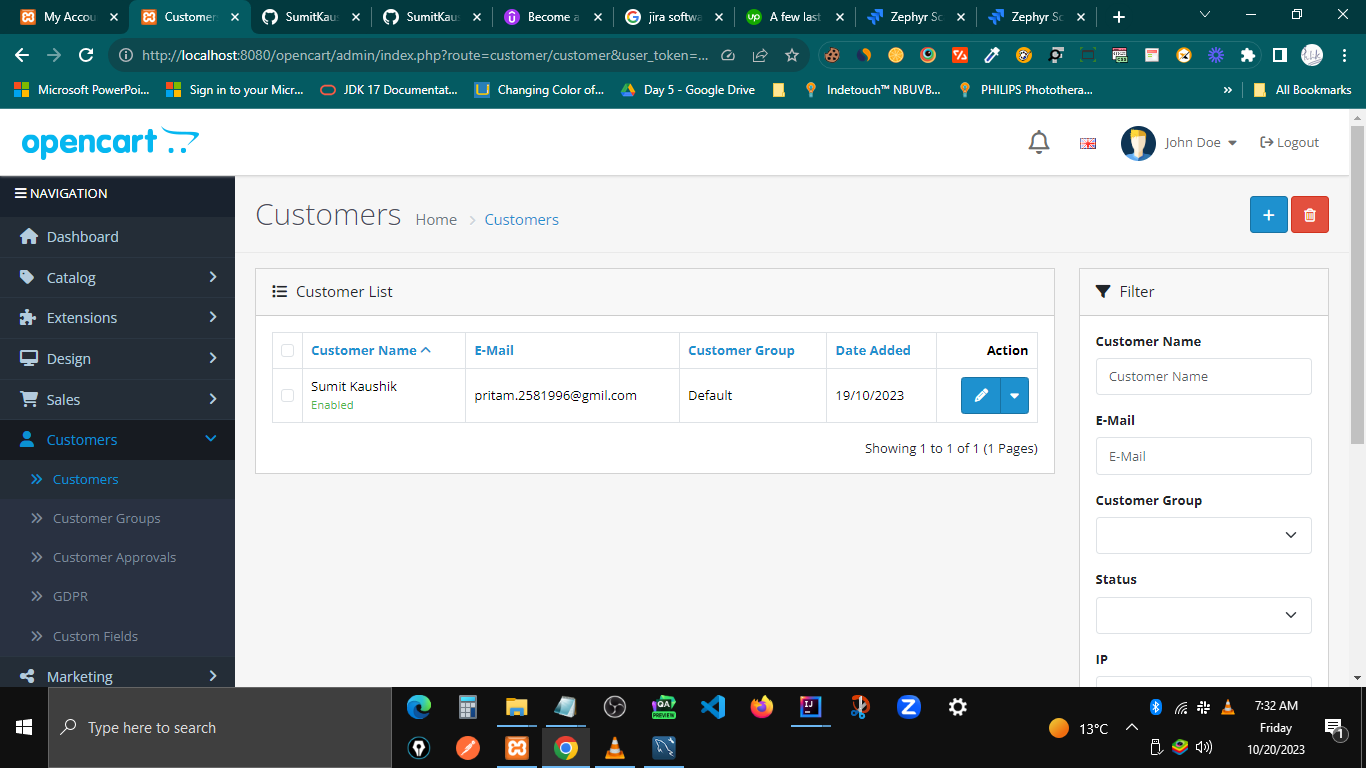 My Accou
Customer
SumitKaus
SumitKaus
Become a
jira softwa
A few last
Zephyr Sc
Zephyr Sc
http://localhost:8080/opencart/admin/index.php?route=customer/customer&user_token=...
Microsoft PowerPoi...
Sign in to your Micr...
JDK 17 Documentat...
Changing Color of...
Day 5 - Google Drive
Indetouch™ NBUVB...
PHILIPS Photothera...
»
All Bookmarks
opencart
John Doe
Logout
NAVIGATION
Dashboard
Catalog
Extensions
Design
Sales
Customers
Customers
Customer Groups
Customer Approvals
GDPR
Custom Fields
Marketing
Customers
Home
Customers
Customer List
Customer Name
E-Mail
Customer Group
Date Added
Action
Sumit Kaushik
Enabled
pritam.2581996@gmil.com
Default
19/10/2023
Showing 1 to 1 of 1 (1 Pages)
Filter
Customer Name
Customer Name
E-Mail
E-Mail
Customer Group
Status
IP
Type here to search
QA
PREVIEW
IJ
13°C
7:32 AM
Friday
10/20/2023
1